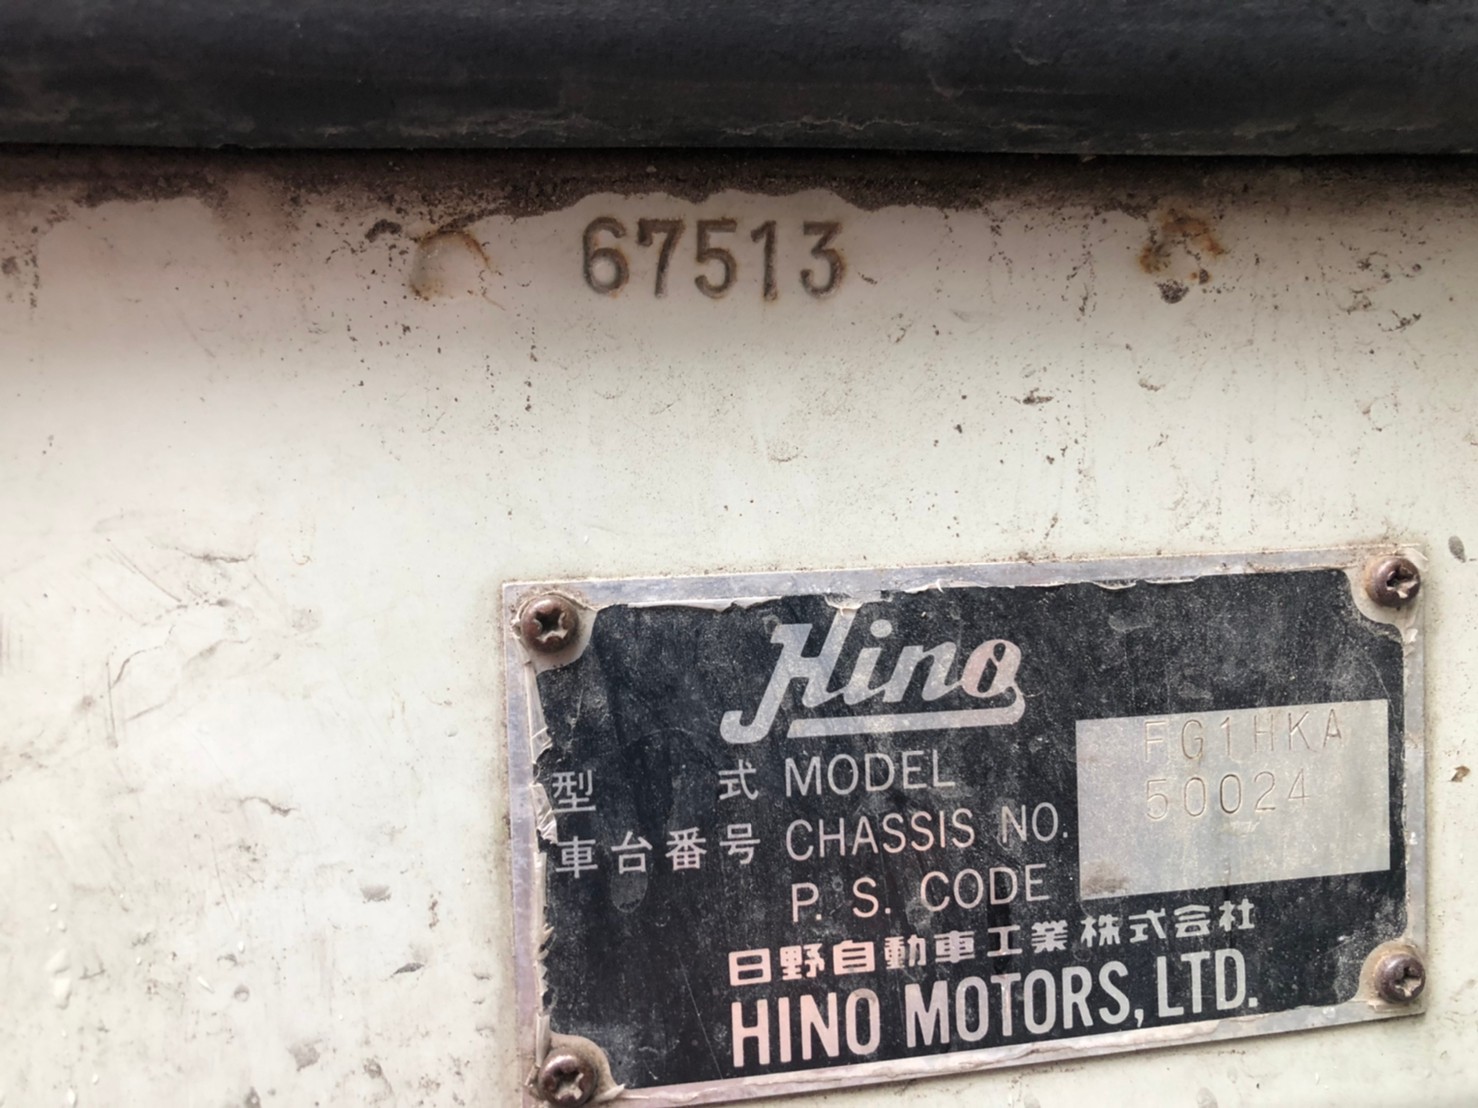 67513
Hino
型式 MODEL FG1HKA
車台番号 CHASSIS NO. 50024
P. S. CODE
日野自動車工業株式会社
HINO MOTORS, LTD.